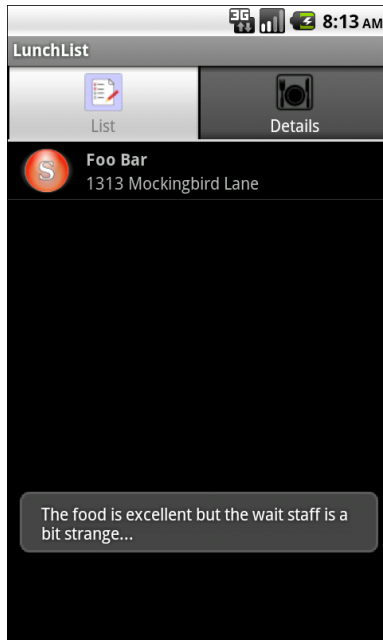 3G 8:13 AM
LunchList
List Details
S Foo Bar
1313 Mockingbird Lane
The food is excellent but the wait staff is a
bit strange...